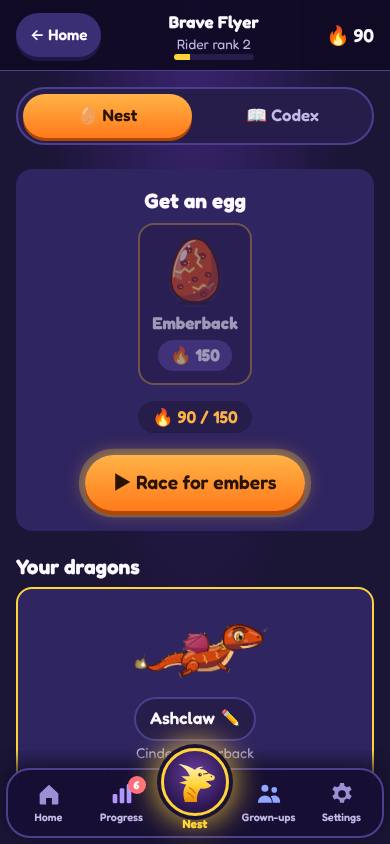 ← Home
Brave Flyer
Rider rank 2
90
Nest
Codex
Get an egg
Emberback
150
90 / 150
Race for embers
Your dragons
Ashclaw
6
Home
Progress
Nest
Grown-ups
Settings